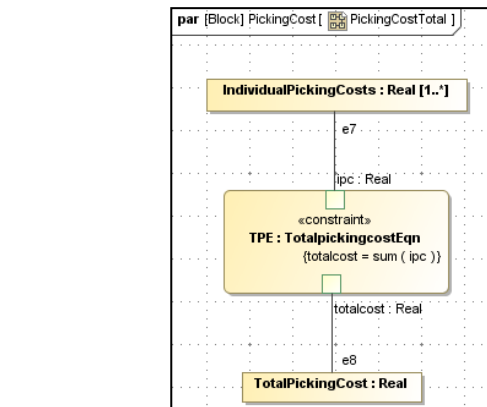 par [Block] PickingCost [ PickingCostTotal ]
IndividualPickingCosts : Real [1..*]
e7
ipc : Real
«constraint»
TPE : TotalpickingcostEqn
{totalcost = sum ( ipc )}
totalcost : Real
e8
TotalPickingCost : Real